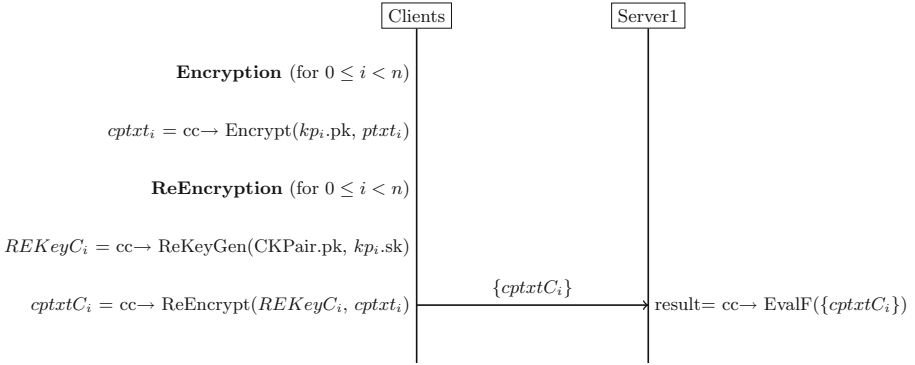 Clients Server1
Encryption (for 0 ≤ i < n)
cptxt_i = cc→ Encrypt(kp_i.pk, ptxt_i)
ReEncryption (for 0 ≤ i < n)
REKeyC_i = cc→ ReKeyGen(CKPair.pk, kp_i.sk)
{cptxtC_i}
cptxtC_i = cc→ ReEncrypt(REKeyC_i, cptxt_i) result= cc→ EvalF({cptxtC_i})